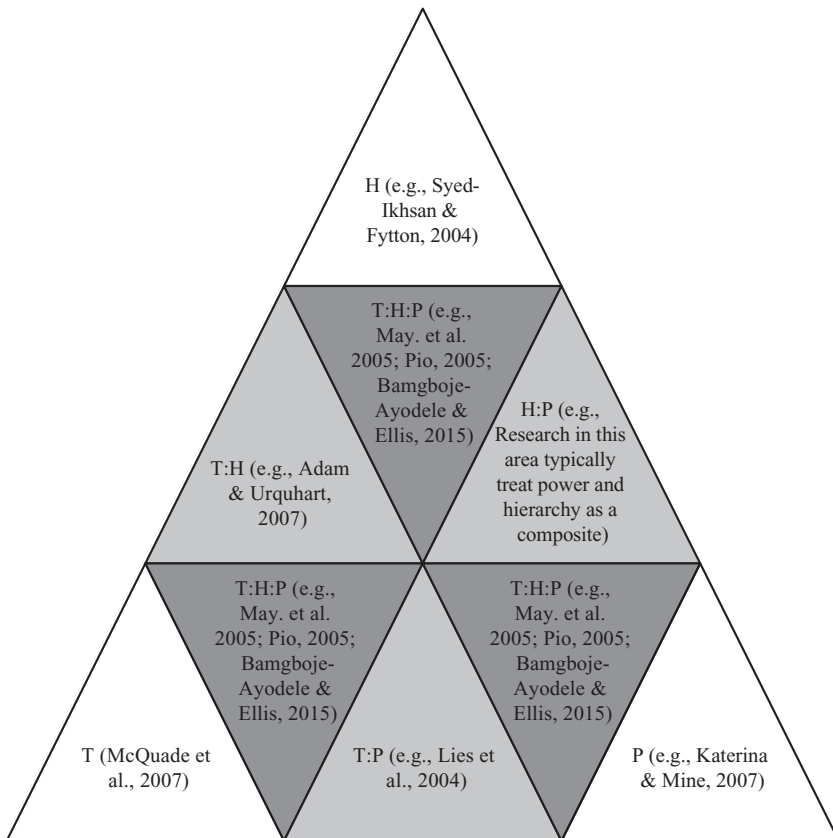 H (e.g., Syed-
Ikhsan &
Fytton, 2004)
T:H:P (e.g.,
May. et al.
2005; Pio, 2005;
Bamgboje-
Ayodele &
Ellis, 2015)
T:H (e.g., Adam
& Urquhart,
2007)
H:P (e.g.,
Research in this
area typically
treat power and
hierarchy as a
composite)
T:H:P (e.g.,
May. et al.
2005; Pio, 2005;
Bamgboje-
Ayodele &
Ellis, 2015)
T:H:P (e.g.,
May. et al.
2005; Pio, 2005;
Bamgboje-
Ayodele &
Ellis, 2015)
T (McQuade et
al., 2007)
T:P (e.g., Lies et
al., 2004)
P (e.g., Katerina
& Mine, 2007)